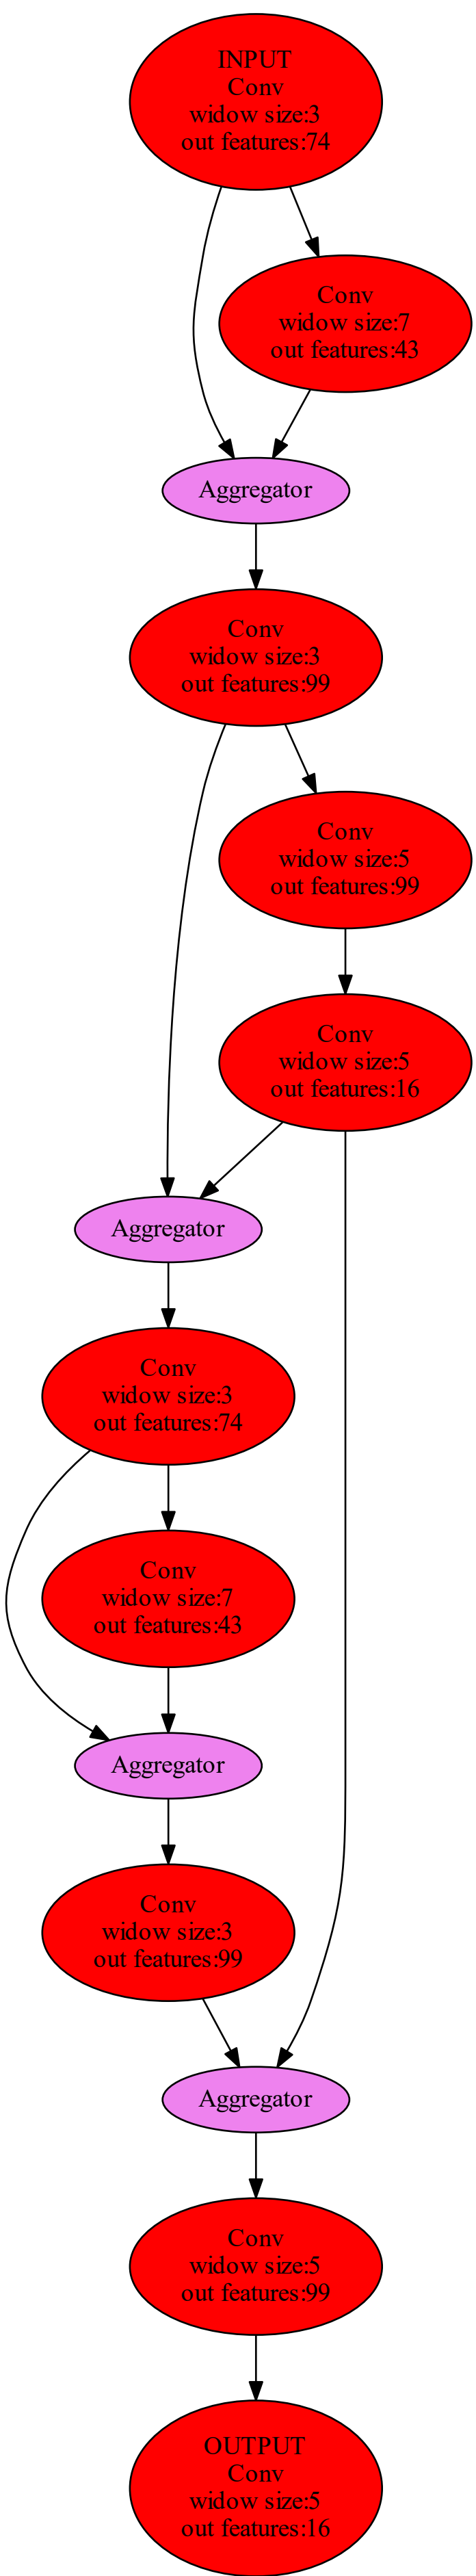 INPUT
Conv
widow size:3
out features:74
Conv
widow size:7
out features:43
Aggregator
Conv
widow size:3
out features:99
Conv
widow size:5
out features:99
Conv
widow size:5
out features:16
Aggregator
Conv
widow size:3
out features:74
Conv
widow size:7
out features:43
Aggregator
Conv
widow size:3
out features:99
Aggregator
Conv
widow size:5
out features:99
OUTPUT
Conv
widow size:5
out features:16